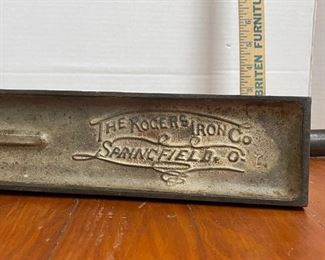 THE ROGERS IRON CO
SPRINGFIELD, O.
BRITEN FURNITU